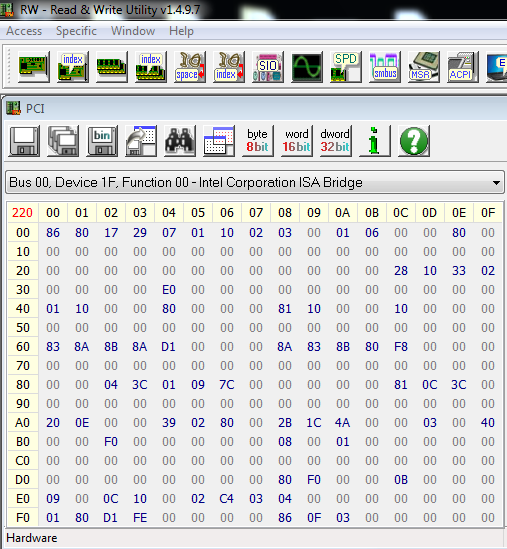 RW - Read & Write Utility v1.4.9.7
Access Specific Window Help
index index space index SIO SPD smbus MSR ACPI E
PCI
bin byte 8bit word 16bit dword 32bit i ?
Bus 00, Device 1F, Function 00 - Intel Corporation ISA Bridge
220 00 01 02 03 04 05 06 07 08 09 0A 0B 0C 0D 0E 0F
00 86 80 17 29 07 01 10 02 03 00 01 06 00 00 80 00
10 00 00 00 00 00 00 00 00 00 00 00 00 00 00 00 00
20 00 00 00 00 00 00 00 00 00 00 00 00 28 10 33 02
30 00 00 00 00 E0 00 00 00 00 00 00 00 00 00 00 00
40 01 10 00 00 80 00 00 00 81 10 00 00 10 00 00 00
50 00 00 00 00 00 00 00 00 00 00 00 00 00 00 00 00
60 83 8A 8B 8A D1 00 00 00 8A 83 8B 80 F8 00 00 00
70 00 00 00 00 00 00 00 00 00 00 00 00 00 00 00 00
80 00 00 04 3C 01 09 7C 00 00 00 00 00 81 0C 3C 00
90 00 00 00 00 00 00 00 00 00 00 00 00 00 00 00 00
A0 20 0E 00 00 39 02 80 00 2B 1C 4A 00 00 03 00 40
B0 00 00 F0 00 00 00 00 00 08 00 01 00 00 00 00 00
C0 00 00 00 00 00 00 00 00 00 00 00 00 00 00 00 00
D0 00 00 00 00 00 00 00 00 80 F0 00 00 0B 00 00 00
E0 09 00 0C 10 00 02 C4 03 04 00 00 00 00 00 00 00
F0 01 80 D1 FE 00 00 00 00 86 0F 03 00 00 00 00 00
Hardware